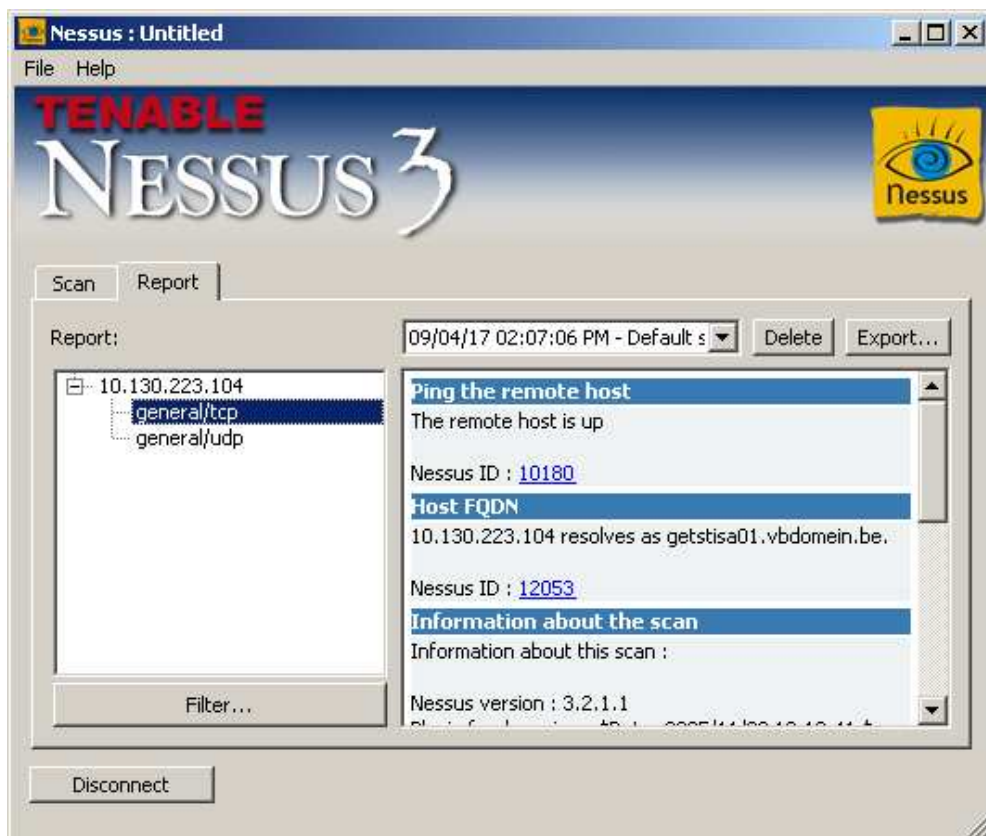 Nessus : Untitled
File Help
TENABLE
NESSUS 3
nessus
Scan Report
Report:
09/04/17 02:07:06 PM - Default s
Delete
Export...
10.130.223.104
general/tcp
general/udp
Filter...
Ping the remote host
The remote host is up
Nessus ID : 10180
Host FQDN
10.130.223.104 resolves as getstisa01.vbdomein.be.
Nessus ID : 12053
Information about the scan
Information about this scan :
Nessus version : 3.2.1.1
Disconnect